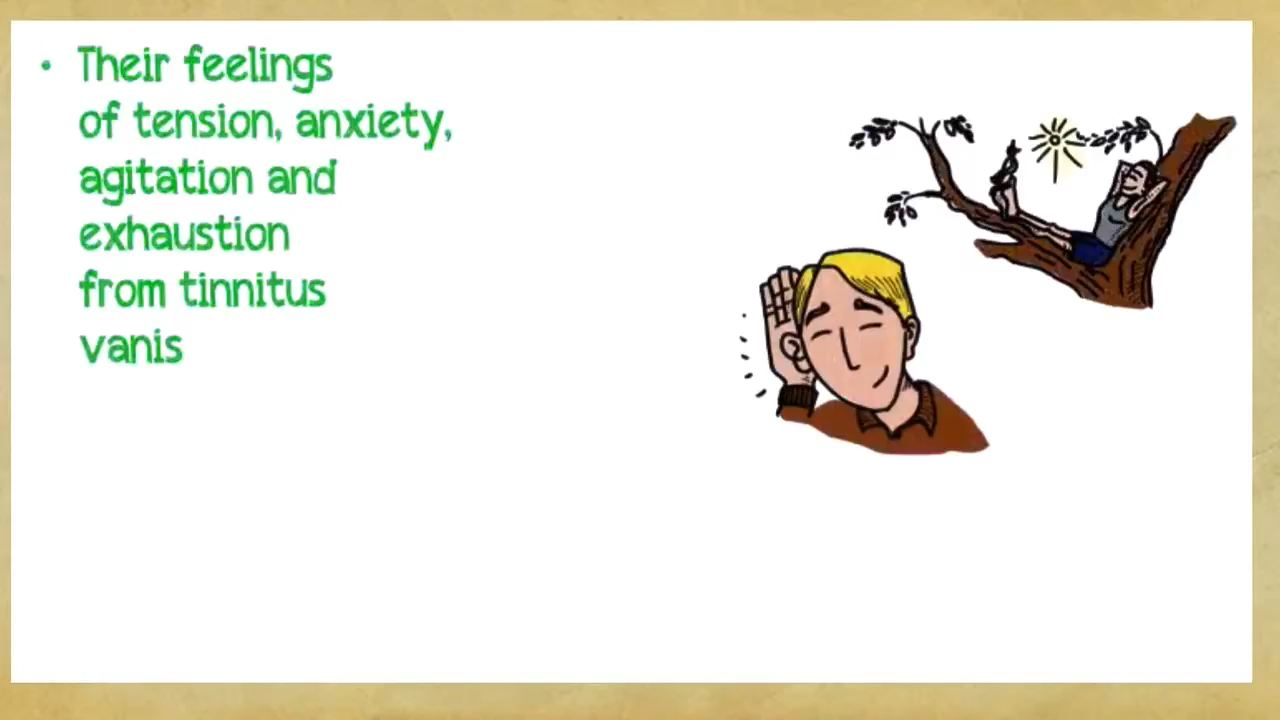 • Their feelings
of tension, anxiety,
agitation and
exhaustion
from tinnitus
vanis